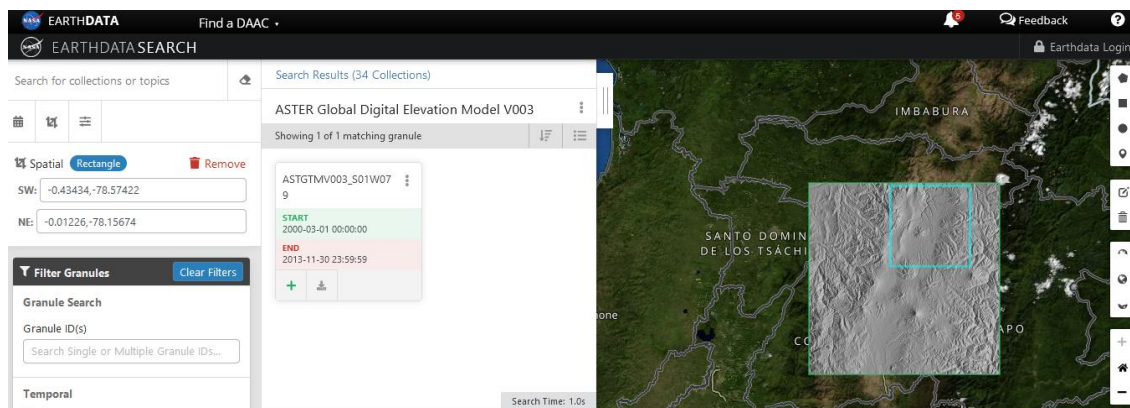 EARTHDATA
Find a DAAC
5
Feedback
?
EARTHDATA SEARCH
Earthdata Login
Search for collections or topics
Spatial Rectangle Remove
SW: -0.43434,-78.57422
NE: -0.01226,-78.15674
Filter Granules Clear Filters
Granule Search
Granule ID(s)
Search Single or Multiple Granule IDs...
Temporal
Search Results (34 Collections)
ASTER Global Digital Elevation Model V003
Showing 1 of 1 matching granule
ASTGTMV003_S01W07
9
START
2000-03-01 00:00:00
END
2013-11-30 23:59:59
Search Time: 1.0s
IMBABURA
SANTO DOMIN
DE LOS TSÁCHI
one
CO
APO